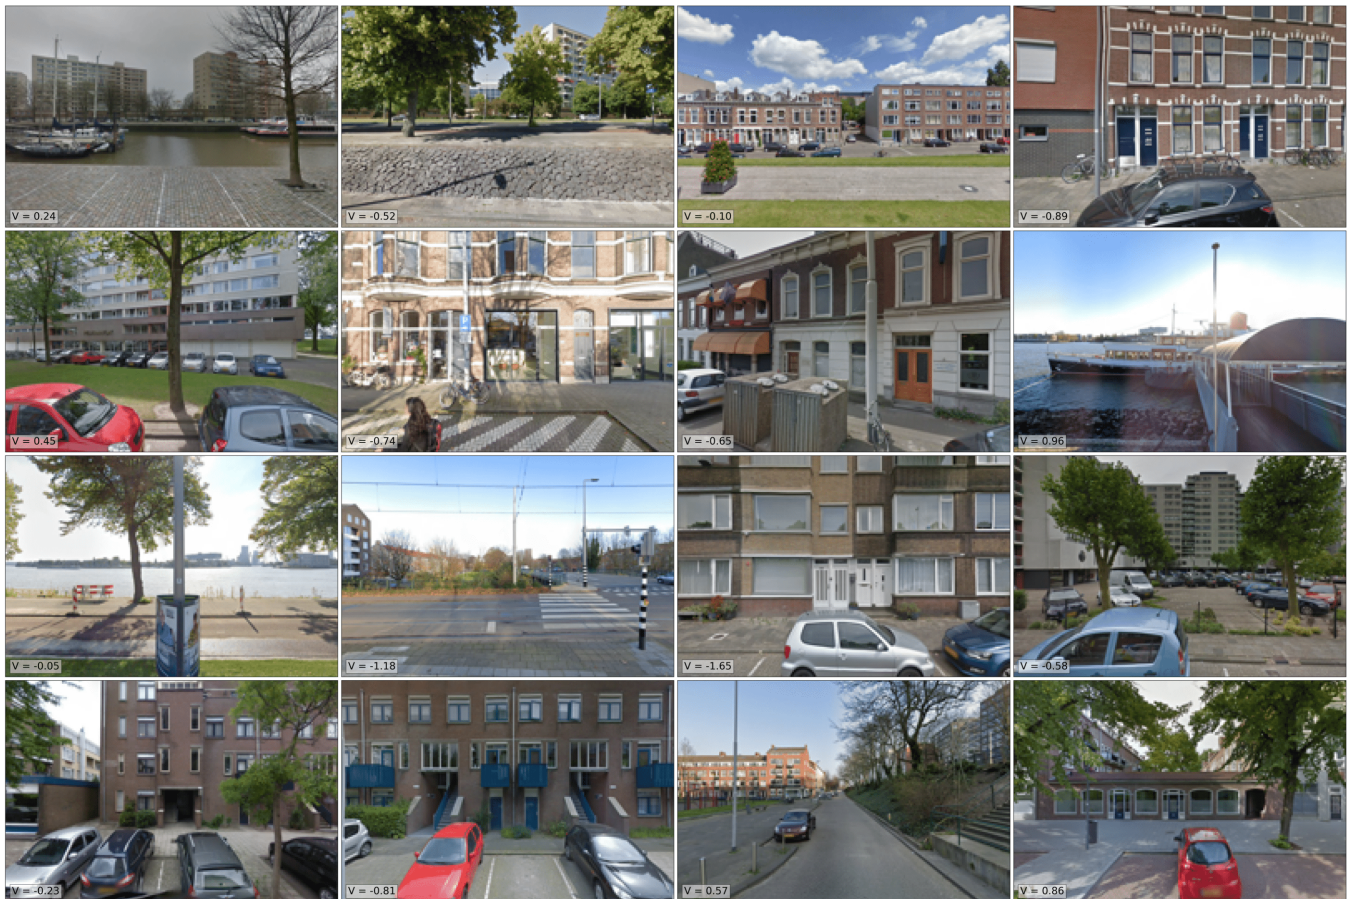 V = 0.24
V = -0.52
V = -0.10
V = -0.89
V = 0.45
V = -0.74
V = -0.65
V = 0.96
V = -0.05
V = -1.18
V = -1.65
V = -0.58
V = -0.23
V = -0.81
V = 0.57
V = 0.86